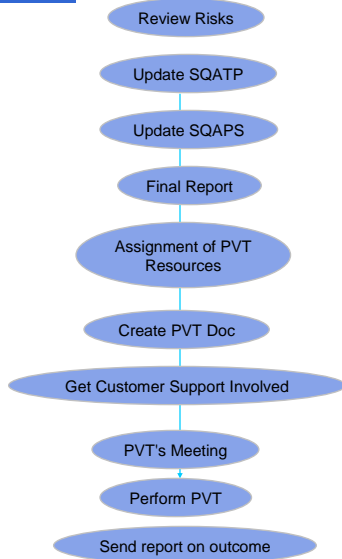 Review Risks
Update SQATP
Update SQAPS
Final Report
Assignment of PVT
Resources
Create PVT Doc
Get Customer Support Involved
PVT's Meeting
Perform PVT
Send report on outcome